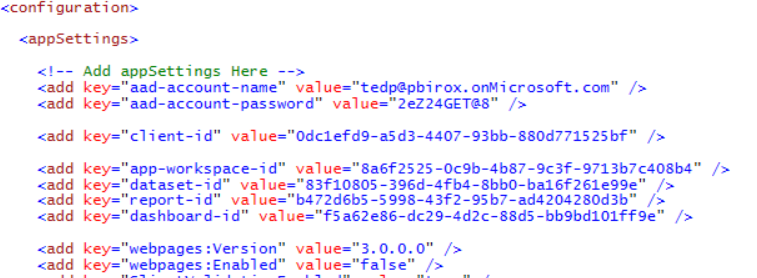 <configuration>
<appSettings>
<!-- Add appSettings Here -->
<add key="aad-account-name" value="tedp@pbirox.onMicrosoft.com" />
<add key="aad-account-password" value="2eZ24GET@8" />
<add key="client-id" value="0dc1efd9-a5d3-4407-93bb-880d771525bf" />
<add key="app-workspace-id" value="8a6f2525-0c9b-4b87-9c3f-9713b7c408b4" />
<add key="dataset-id" value="83f10805-396d-4fb4-8bb0-ba16f261e99e" />
<add key="report-id" value="b472d6b5-5998-43f2-95b7-ad4204280d3b" />
<add key="dashboard-id" value="f5a62e86-dc29-4d2c-88d5-bb9bd101ff9e" />
<add key="webpages:Version" value="3.0.0.0" />
<add key="webpages:Enabled" value="false" />